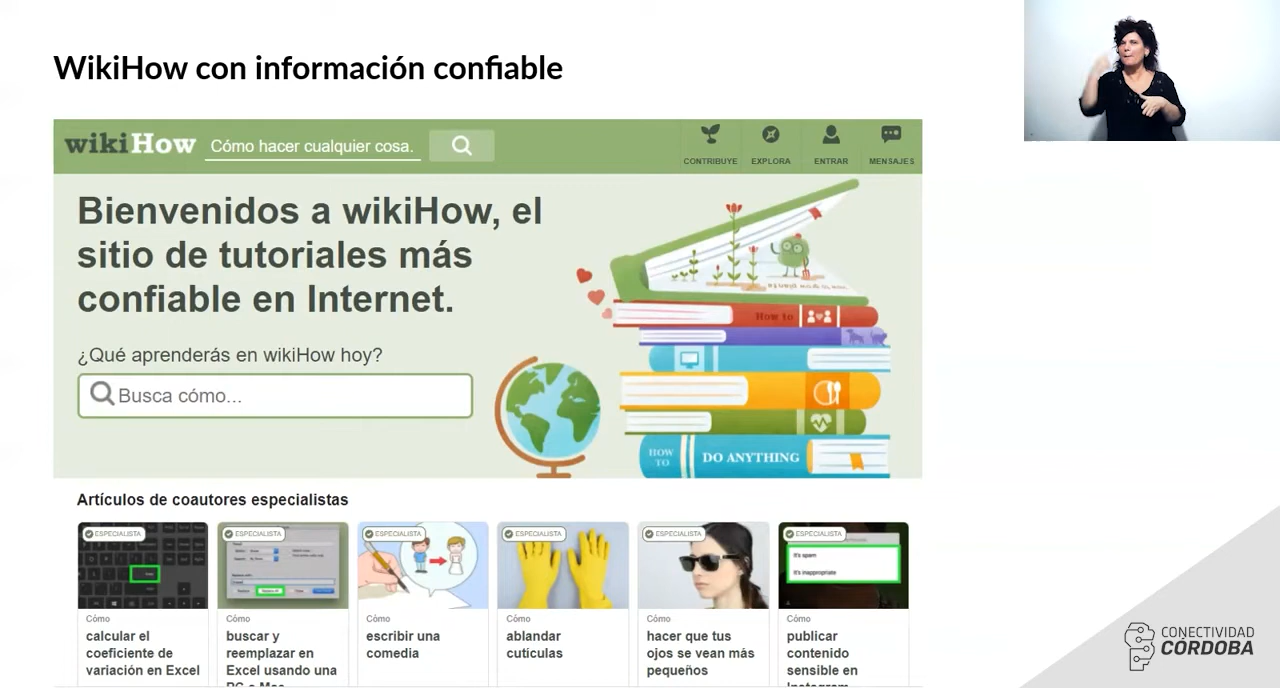 WikiHow con información confiable
wikiHow
Cómo hacer cualquier cosa.
CONTRIBUYE
EXPLORA
ENTRAR
MENSAJES
Bienvenidos a wikiHow, el
sitio de tutoriales más
confiable en Internet.
¿Qué aprenderás en wikiHow hoy?
Busca cómo...
How to
HOW
TO
DO ANYTHING
Artículos de coautores especialistas
ESPECIALISTA
ESPECIALISTA
ESPECIALISTA
ESPECIALISTA
ESPECIALISTA
ESPECIALISTA
It's spam
It's inappropriate
Cómo
calcular el
coeficiente de
variación en Excel
Cómo
buscar y
reemplazar en
Excel usando una
PC o Mac
Cómo
escribir una
comedia
Cómo
ablandar
cutículas
Cómo
hacer que tus
ojos se vean más
pequeños
Cómo
publicar
contenido
sensible en
Instagram
CONECTIVIDAD
CÓRDOBA